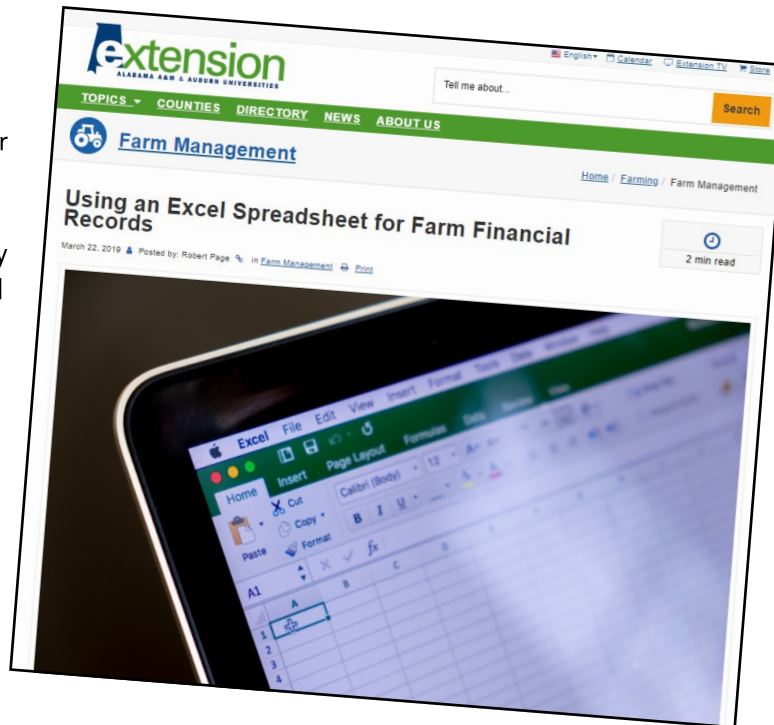 r
y
l
extension
ALABAMA A&M & AUBURN UNIVERSITIES
English Calendar Extension TV Store
Tell me about...
Search
TOPICS COUNTIES DIRECTORY NEWS ABOUT US
Farm Management
Home / Farming / Farm Management
Using an Excel Spreadsheet for Farm Financial
Records
2 min read
March 22, 2019 Posted by: Robert Page in Farm Management Print
Excel File Edit View Insert Format Tools Data Window Help
Home Insert Page Layout Formulas Data Review View
Cut
Copy
Format
Paste
Calibri (Body) 12 A+ A-
B I U
A1 fx
A B C D
1
2
3
4